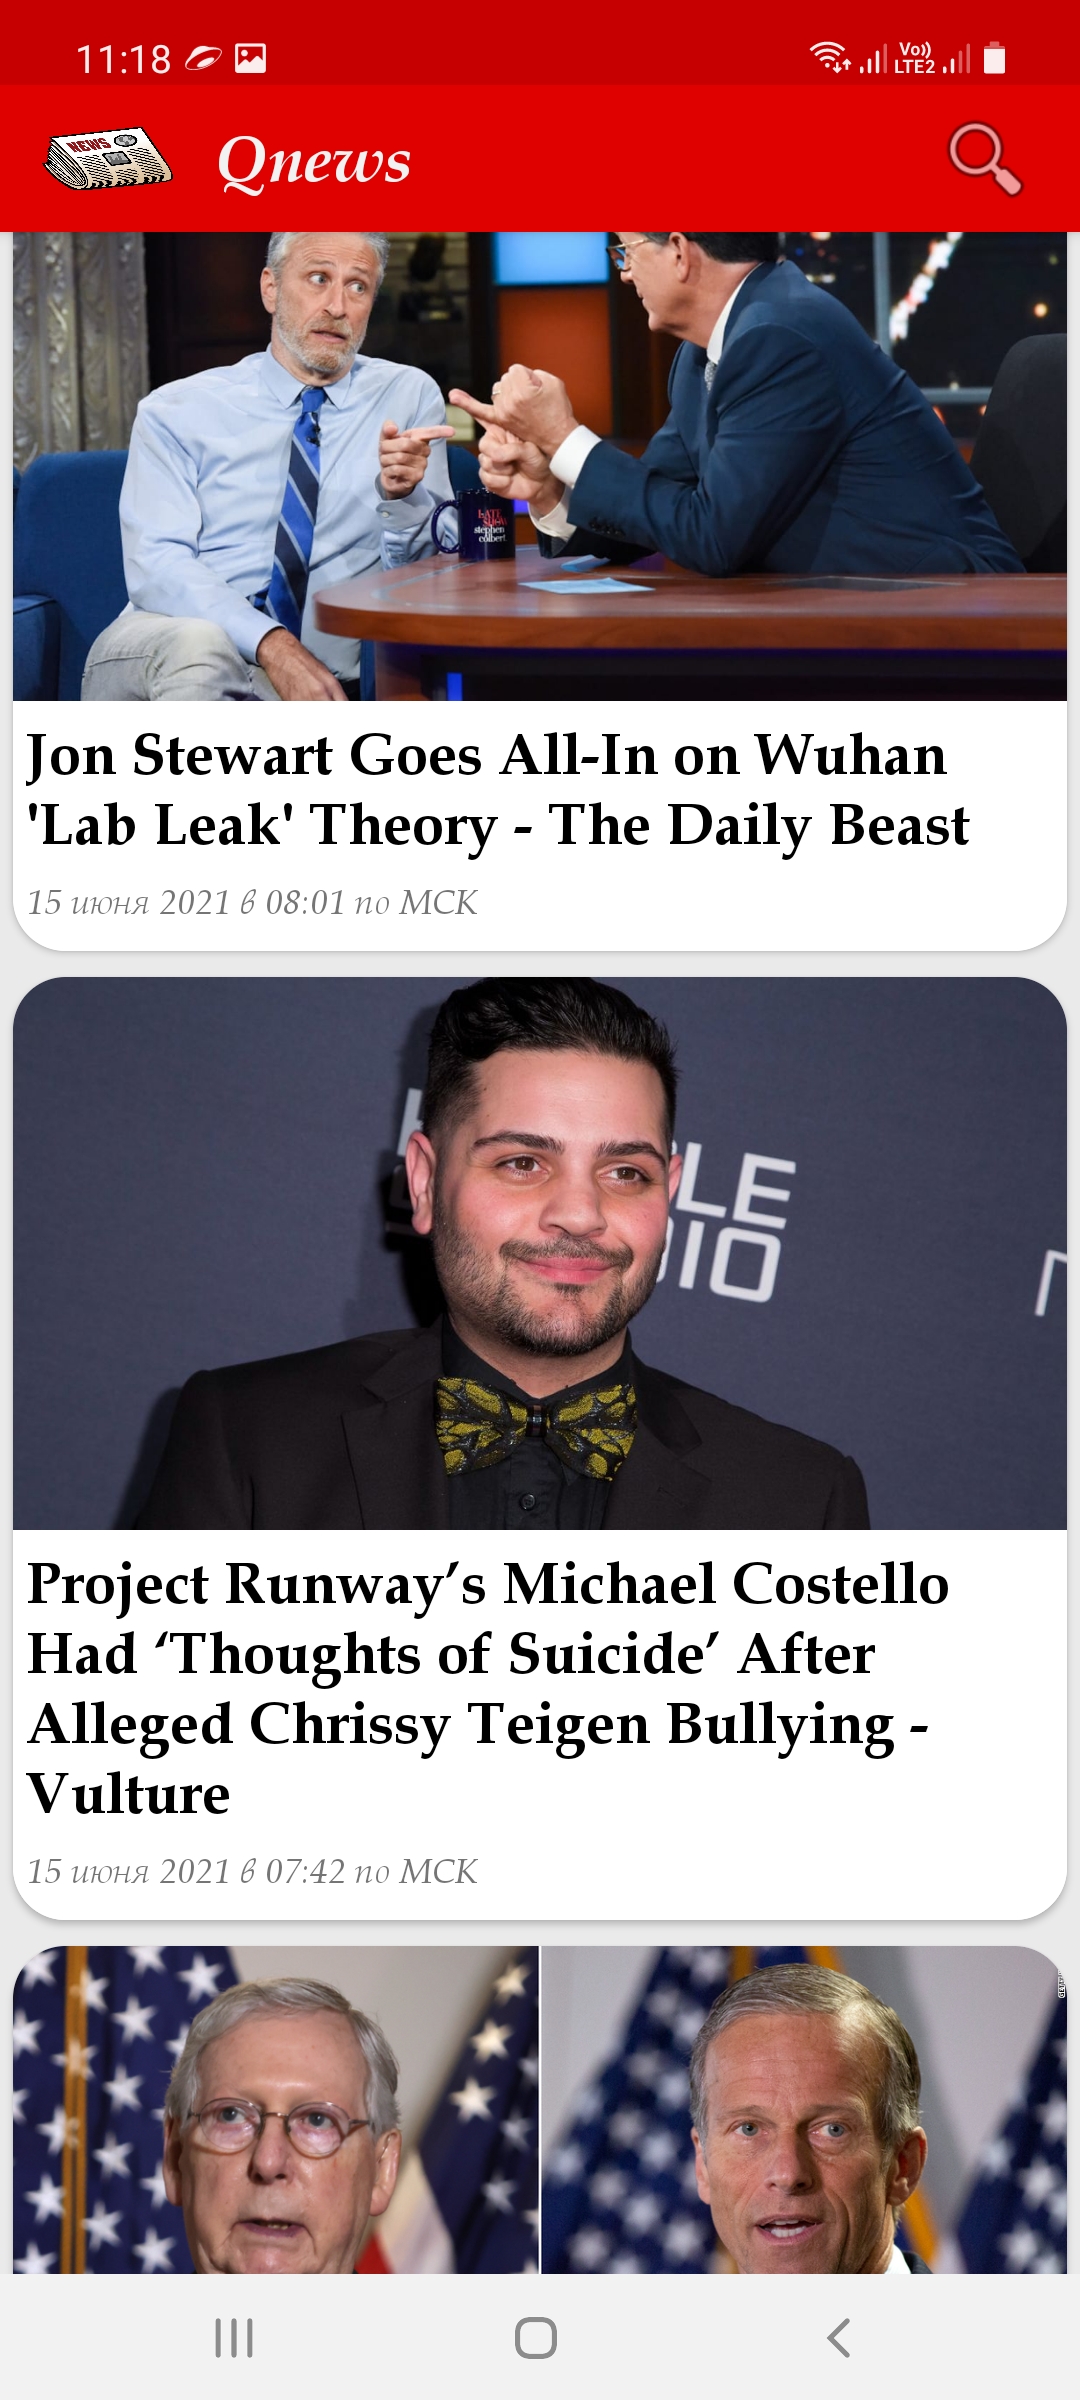 11:18
Vo))
LTE2
NEWS
Qnews
LATE
SHOW
stephen
colbert
Jon Stewart Goes All-In on Wuhan
'Lab Leak' Theory - The Daily Beast
15 июня 2021 в 08:01 по МСК
LE
DIO
Project Runway’s Michael Costello
Had ‘Thoughts of Suicide’ After
Alleged Chrissy Teigen Bullying -
Vulture
15 июня 2021 в 07:42 по МСК